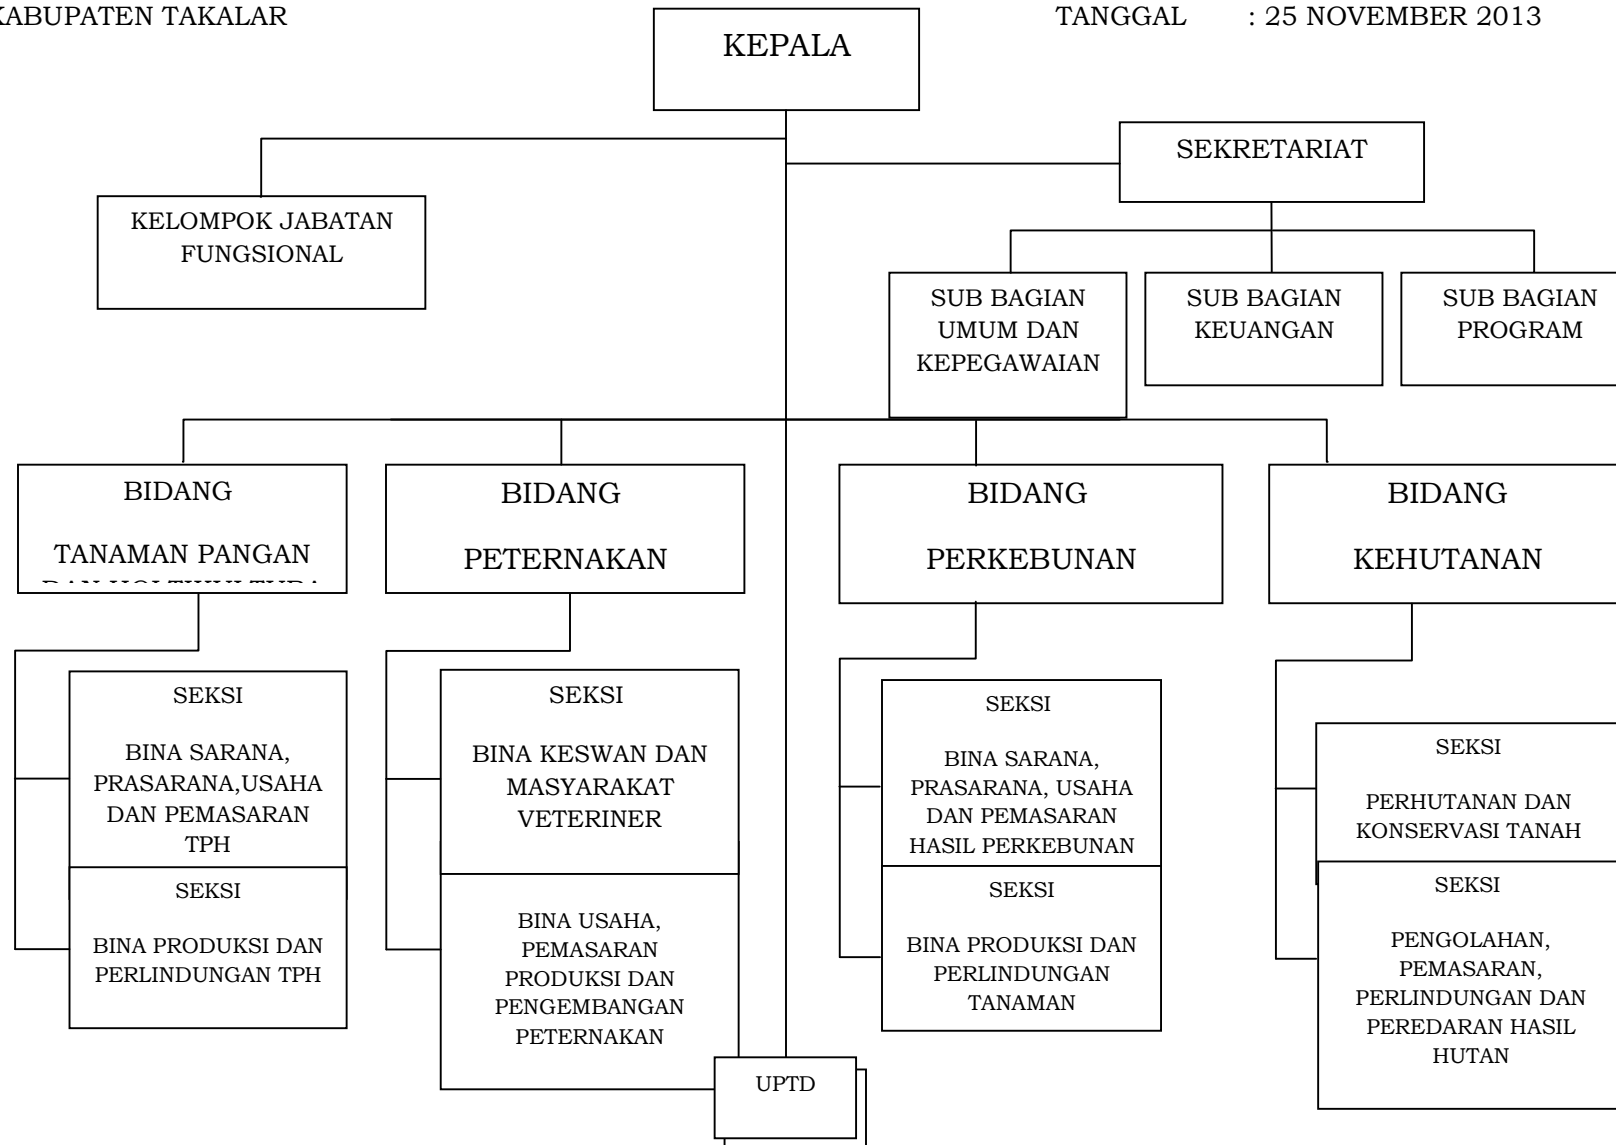 KABUPATEN TAKALAR
TANGGAL : 25 NOVEMBER 2013
KEPALA
SEKRETARIAT
KELOMPOK JABATAN
FUNGSIONAL
SUB BAGIAN
UMUM DAN
KEPEGAWAIAN
SUB BAGIAN
KEUANGAN
SUB BAGIAN
PROGRAM
BIDANG
TANAMAN PANGAN
BIDANG
PETERNAKAN
BIDANG
PERKEBUNAN
BIDANG
KEHUTANAN
SEKSI
BINA SARANA,
PRASARANA,USAHA
DAN PEMASARAN
TPH
SEKSI
BINA PRODUKSI DAN
PERLINDUNGAN TPH
SEKSI
BINA KESWAN DAN
MASYARAKAT
VETERINER
BINA USAHA,
PEMASARAN
PRODUKSI DAN
PENGEMBANGAN
PETERNAKAN
SEKSI
BINA SARANA,
PRASARANA, USAHA
DAN PEMASARAN
HASIL PERKEBUNAN
SEKSI
BINA PRODUKSI DAN
PERLINDUNGAN
TANAMAN
SEKSI
PERHUTANAN DAN
KONSERVASI TANAH
SEKSI
PENGOLAHAN,
PEMASARAN,
PERLINDUNGAN DAN
PEREDARAN HASIL
HUTAN
UPTD